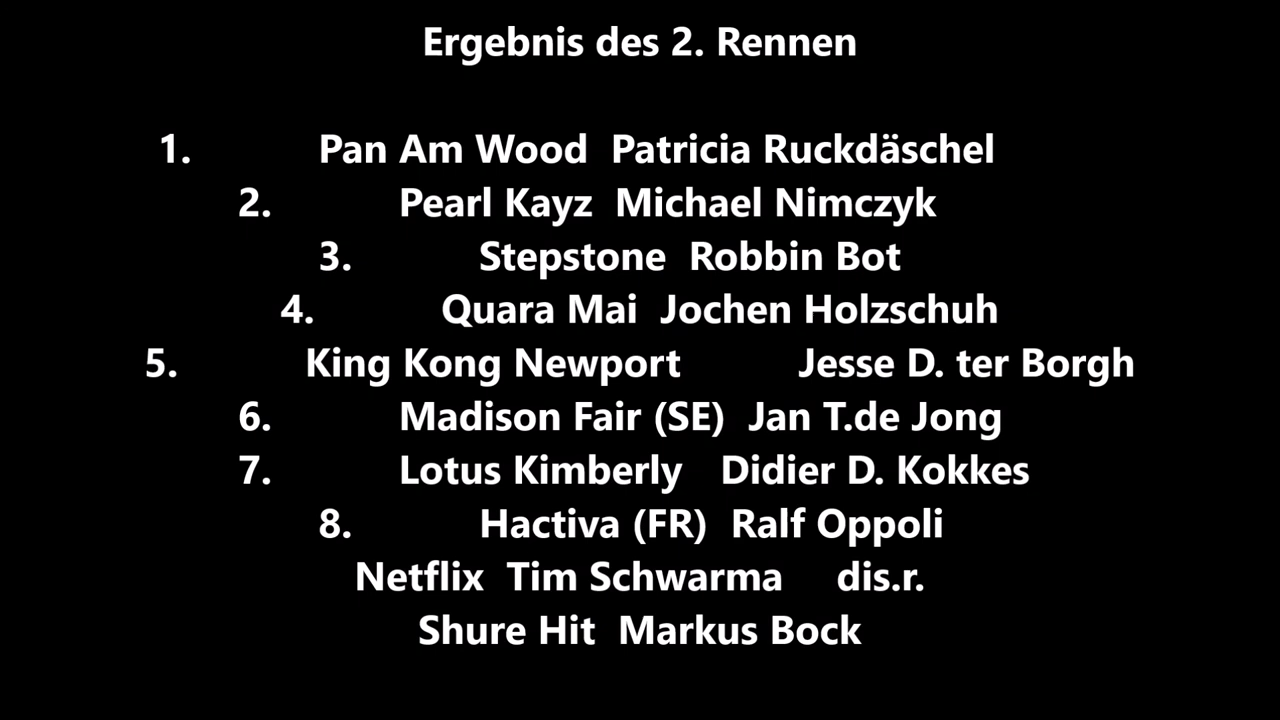 Ergebnis des 2. Rennen
1. Pan Am Wood Patricia Ruckdäschel
2. Pearl Kayz Michael Nimczyk
3. Stepstone Robbin Bot
4. Quara Mai Jochen Holzschuh
5. King Kong Newport Jesse D. ter Borgh
6. Madison Fair (SE) Jan T.de Jong
7. Lotus Kimberly Didier D. Kokkes
8. Hactiva (FR) Ralf Oppoli
Netflix Tim Schwarma dis.r.
Shure Hit Markus Bock